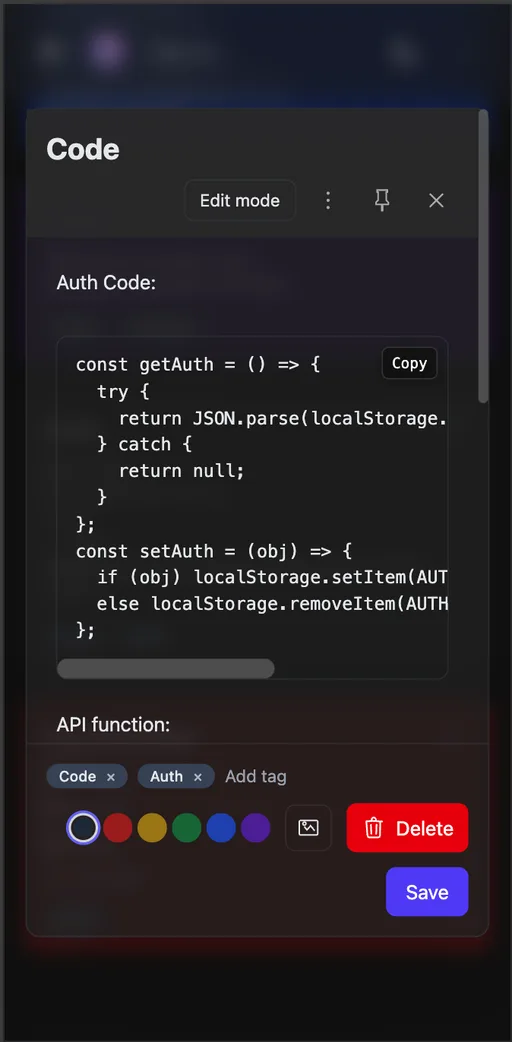 Code
Edit mode
Auth Code:
Copy
const getAuth = () => {
  try {
    return JSON.parse(localStorage.
  } catch {
    return null;
  }
};
const setAuth = (obj) => {
  if (obj) localStorage.setItem(AUT
  else localStorage.removeItem(AUTH
};
API function:
Code × Auth × Add tag
Delete
Save